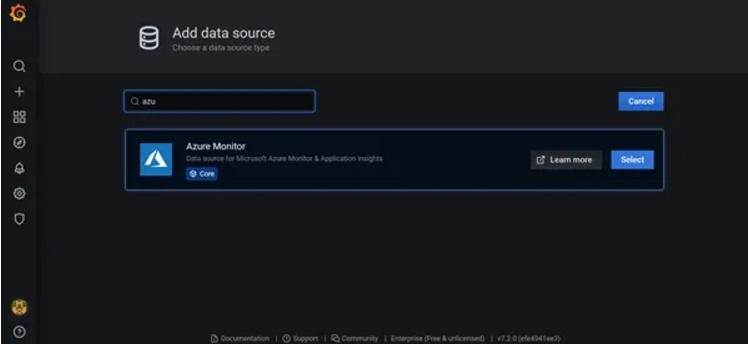 Add data source
Choose a data source type
azu
Cancel
Azure Monitor
Data source for Microsoft Azure Monitor & Application Insights
Core
Learn more
Select
Documentation | Support | Community | Enterprise (Free & unlicensed) | v7.2.0 (efe4941ee3)